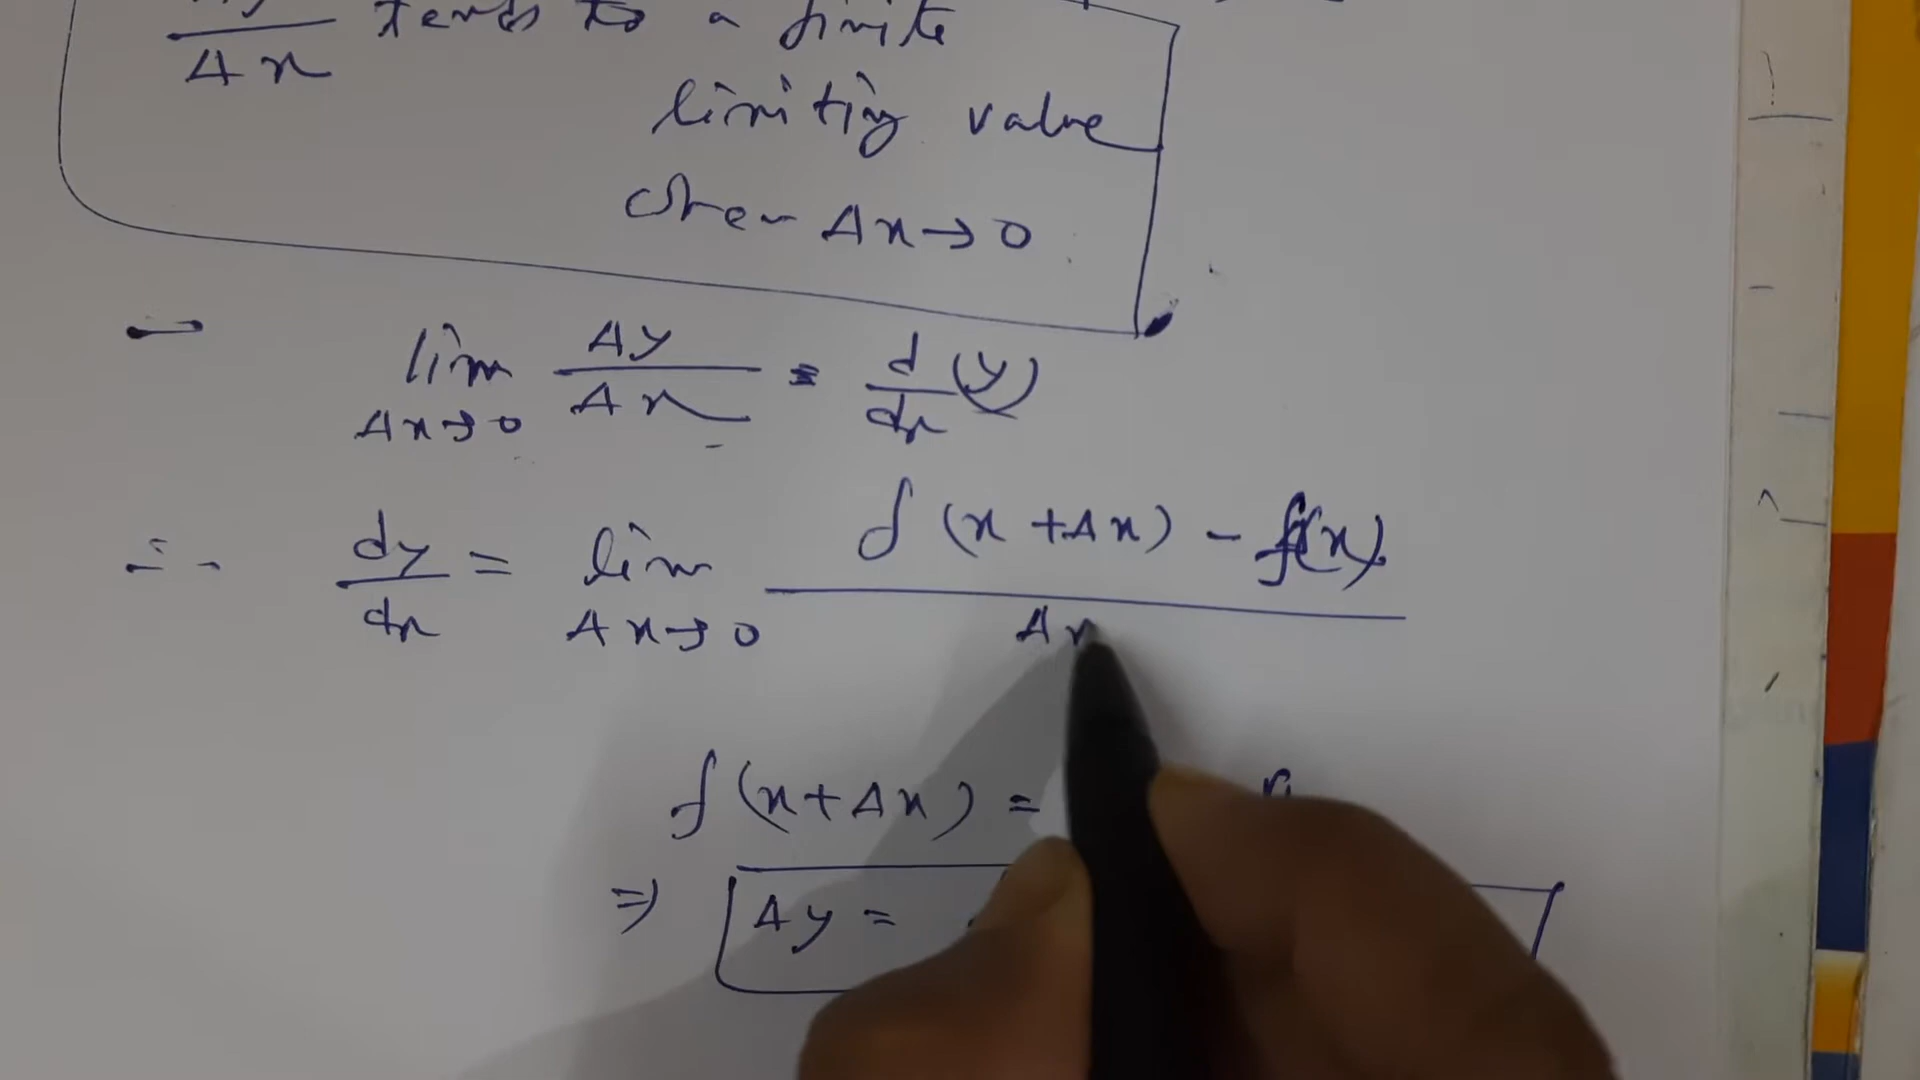 Δx tends to a finite
limiting value
when Δx→0
lim Δx→0 Δy/Δx = d/dx (y)
∴ dy/dx = lim Δx→0 f(x+Δx) - f(x) / Δx
f(x+Δx) =
⇒ Δy =